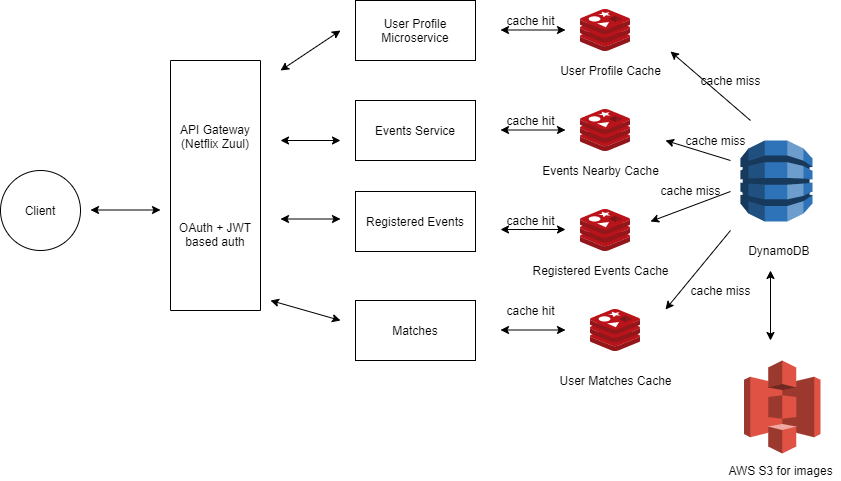 User Profile
Microservice
cache hit
User Profile Cache
cache miss
API Gateway
(Netflix Zuul)
OAuth + JWT
based auth
Client
Events Service
cache hit
Events Nearby Cache
cache miss
Registered Events
cache hit
Registered Events Cache
cache miss
DynamoDB
Matches
cache hit
User Matches Cache
cache miss
AWS S3 for images